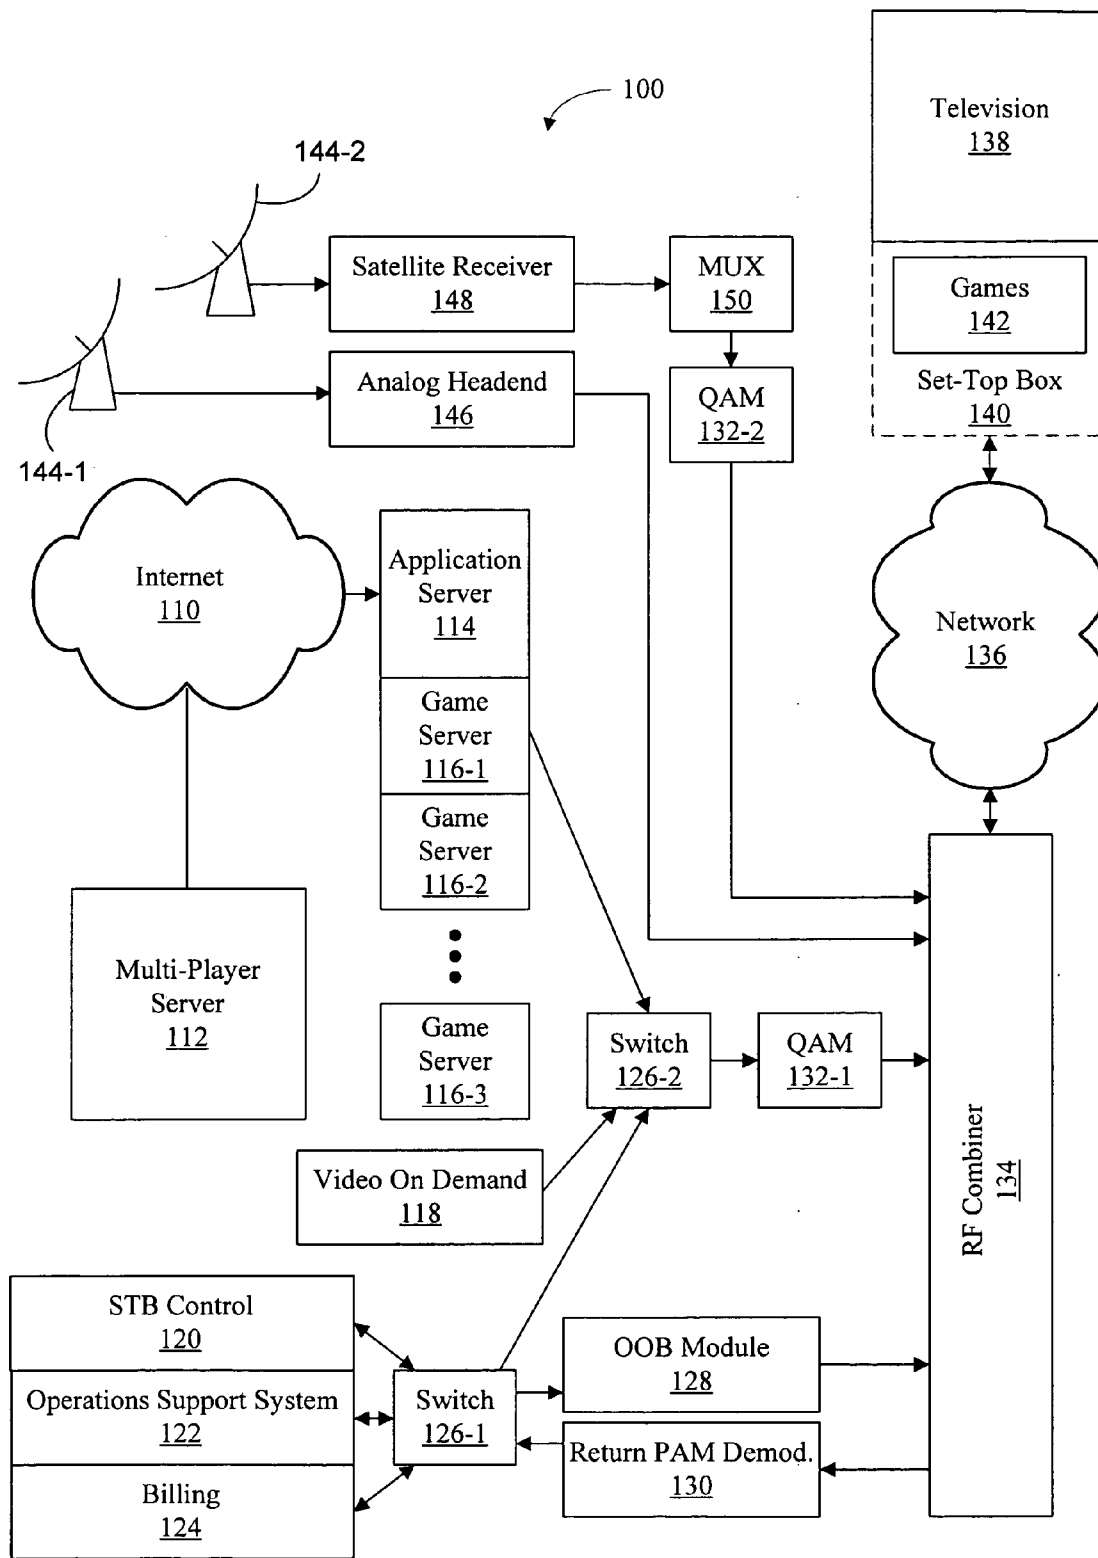 100
Television
138
144-2
Satellite Receiver
148
MUX
150
Games
142
Set-Top Box
140
Analog Headend
146
QAM
132-2
144-1
Internet
110
Application
Server
114
Network
136
Game
Server
116-1
Game
Server
116-2
Multi-Player
Server
112
Game
Server
116-3
Switch
126-2
QAM
132-1
RF Combiner
134
Video On Demand
118
STB Control
120
Operations Support System
122
Billing
124
Switch
126-1
OOB Module
128
Return PAM Demod.
130